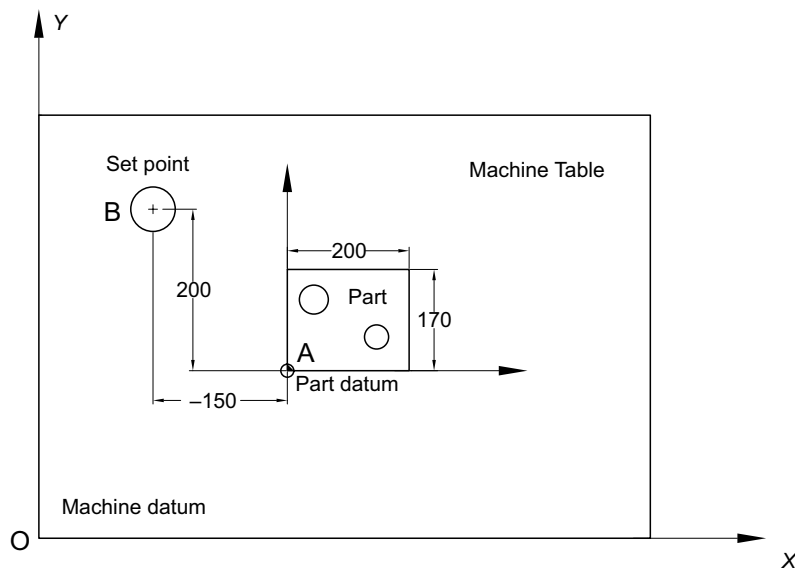 Y
Set point
Machine Table
B
200
200
Part
170
A
Part datum
–150
Machine datum
O
X